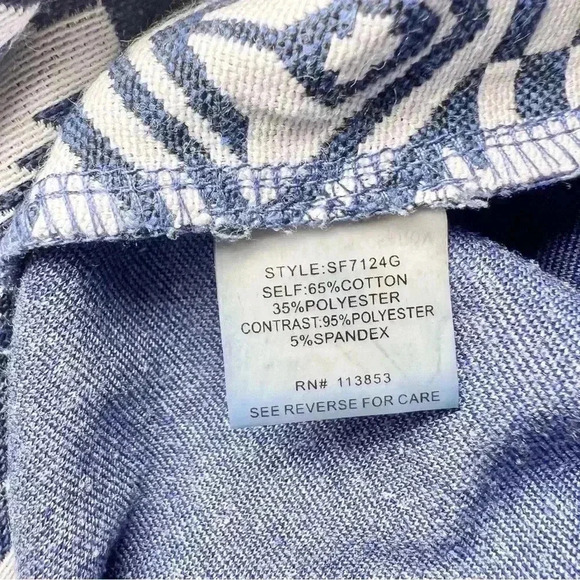 STYLE:SF7124G
SELF:65%COTTON
35%POLYESTER
CONTRAST:95%POLYESTER
5%SPANDEX
RN# 113853
SEE REVERSE FOR CARE